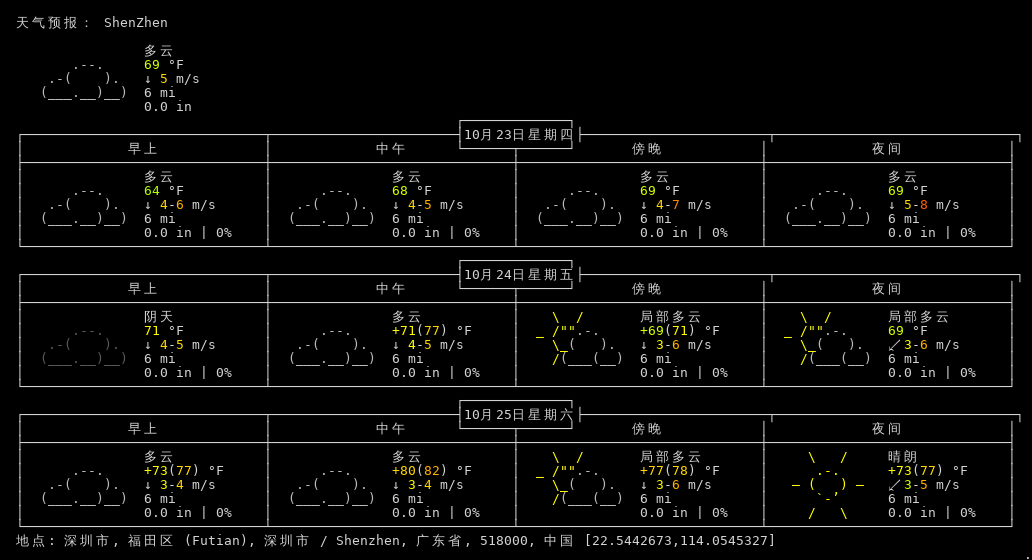 天气预报： ShenZhen
多云
69 °F
↓ 5 m/s
6 mi
0.0 in
10月23日星期四
早上 中午 傍晚 夜间
多云 多云 多云 多云
64 °F 68 °F 69 °F 69 °F
↓ 4-6 m/s ↓ 4-5 m/s ↓ 4-7 m/s ↓ 5-8 m/s
6 mi 6 mi 6 mi 6 mi
0.0 in | 0% 0.0 in | 0% 0.0 in | 0% 0.0 in | 0%
10月24日星期五
早上 中午 傍晚 夜间
阴天 多云 局部多云 局部多云
71 °F +71(77) °F +69(71) °F 69 °F
↓ 4-5 m/s ↓ 4-5 m/s ↓ 3-6 m/s ↙ 3-6 m/s
6 mi 6 mi 6 mi 6 mi
0.0 in | 0% 0.0 in | 0% 0.0 in | 0% 0.0 in | 0%
10月25日星期六
早上 中午 傍晚 夜间
多云 多云 局部多云 晴朗
+73(77) °F +80(82) °F +77(78) °F +73(77) °F
↓ 3-4 m/s ↓ 3-4 m/s ↓ 3-6 m/s ↙ 3-5 m/s
6 mi 6 mi 6 mi 6 mi
0.0 in | 0% 0.0 in | 0% 0.0 in | 0% 0.0 in | 0%
地点: 深圳市, 福田区 (Futian), 深圳市 / Shenzhen, 广东省, 518000, 中国 [22.5442673,114.0545327]